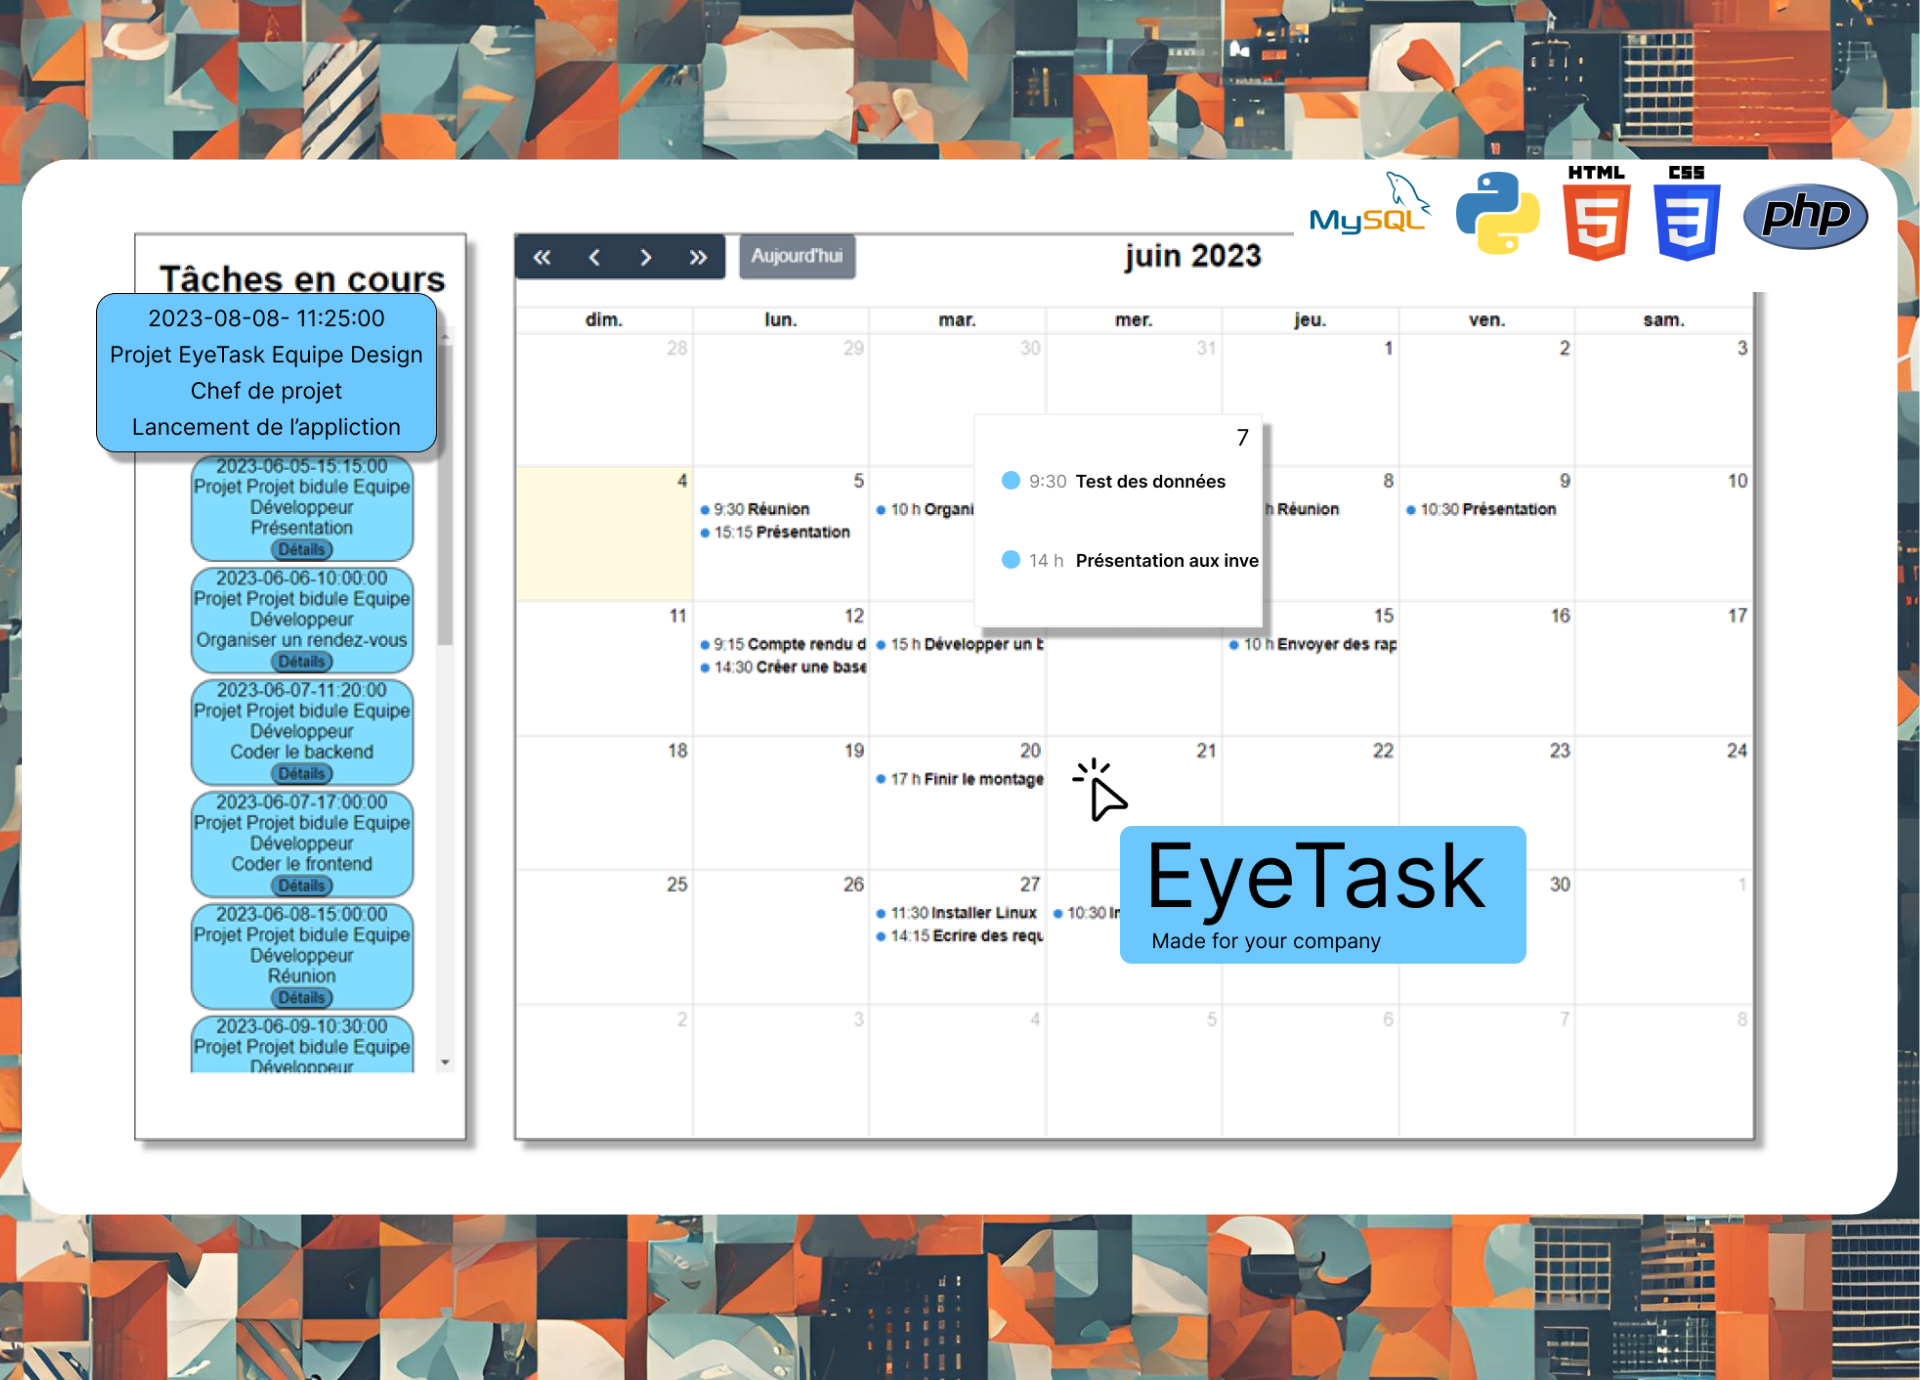 MySQL
HTML
CSS
php
Tâches en cours
2023-08-08- 11:25:00
Projet EyeTask Equipe Design
Chef de projet
Lancement de l’appliction
2023-06-05-15:15:00
Projet Projet bidule Equipe
Développeur
Présentation
Détails
2023-06-06-10:00:00
Projet Projet bidule Equipe
Développeur
Organiser un rendez-vous
Détails
2023-06-07-11:20:00
Projet Projet bidule Equipe
Développeur
Coder le backend
Détails
2023-06-07-17:00:00
Projet Projet bidule Equipe
Développeur
Coder le frontend
Détails
2023-06-08-15:00:00
Projet Projet bidule Equipe
Développeur
Réunion
Détails
2023-06-09-10:30:00
Projet Projet bidule Equipe
Développeur
Aujourd'hui
juin 2023
dim. lun. mar. mer. jeu. ven. sam.
28 29 30 31 1 2 3
4 5 8 9 10
9:30 Réunion
15:15 Présentation
10 h Organi
7
9:30 Test des données
14 h Présentation aux inve
h Réunion
10:30 Présentation
11 12 15 16 17
9:15 Compte rendu d
14:30 Créer une base
15 h Développer un b
10 h Envoyer des rap
18 19 20 21 22 23 24
17 h Finir le montage
25 26 27 30 1
11:30 Installer Linux
14:15 Ecrire des requ
10:30 In
EyeTask
Made for your company
2 3 4 5 6 7 8